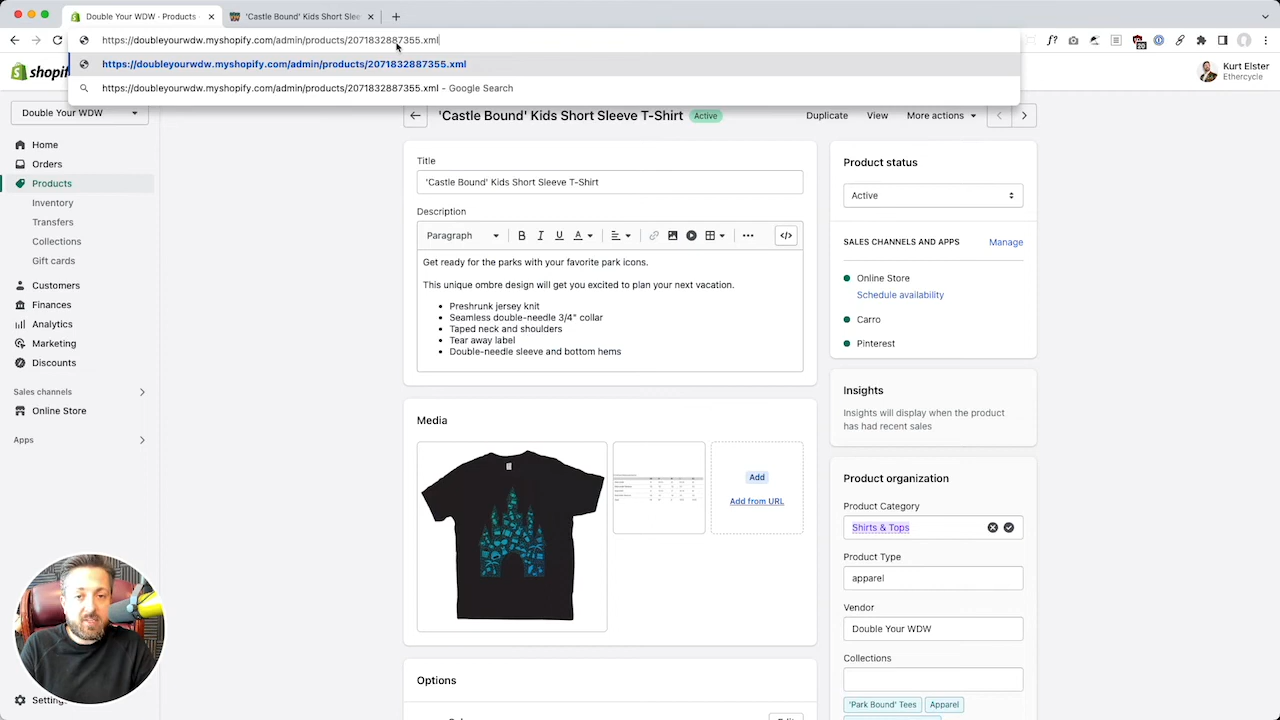 Double Your WDW · Products
'Castle Bound' Kids Short Slee
https://doubleyourwdw.myshopify.com/admin/products/2071832887355.xml
f?
20
https://doubleyourwdw.myshopify.com/admin/products/2071832887355.xml
https://doubleyourwdw.myshopify.com/admin/products/2071832887355.xml - Google Search
shopify
Kurt Elster
Ethercycle
Double Your WDW
Home
Orders
Products
Inventory
Transfers
Collections
Gift cards
Customers
Finances
Analytics
Marketing
Discounts
Sales channels
Online Store
Apps
Settings
'Castle Bound' Kids Short Sleeve T-Shirt
Active
Duplicate
View
More actions
Title
'Castle Bound' Kids Short Sleeve T-Shirt
Description
Paragraph
B I U A
</>
Get ready for the parks with your favorite park icons.
This unique ombre design will get you excited to plan your next vacation.
• Preshrunk jersey knit
• Seamless double-needle 3/4" collar
• Taped neck and shoulders
• Tear away label
• Double-needle sleeve and bottom hems
Media
Add
Add from URL
Options
Edit
Product status
Active
SALES CHANNELS AND APPS
Manage
Online Store
Schedule availability
Carro
Pinterest
Insights
Insights will display when the product
has had recent sales
Product organization
Product Category
Shirts & Tops
Product Type
apparel
Vendor
Double Your WDW
Collections
'Park Bound' Tees
Apparel